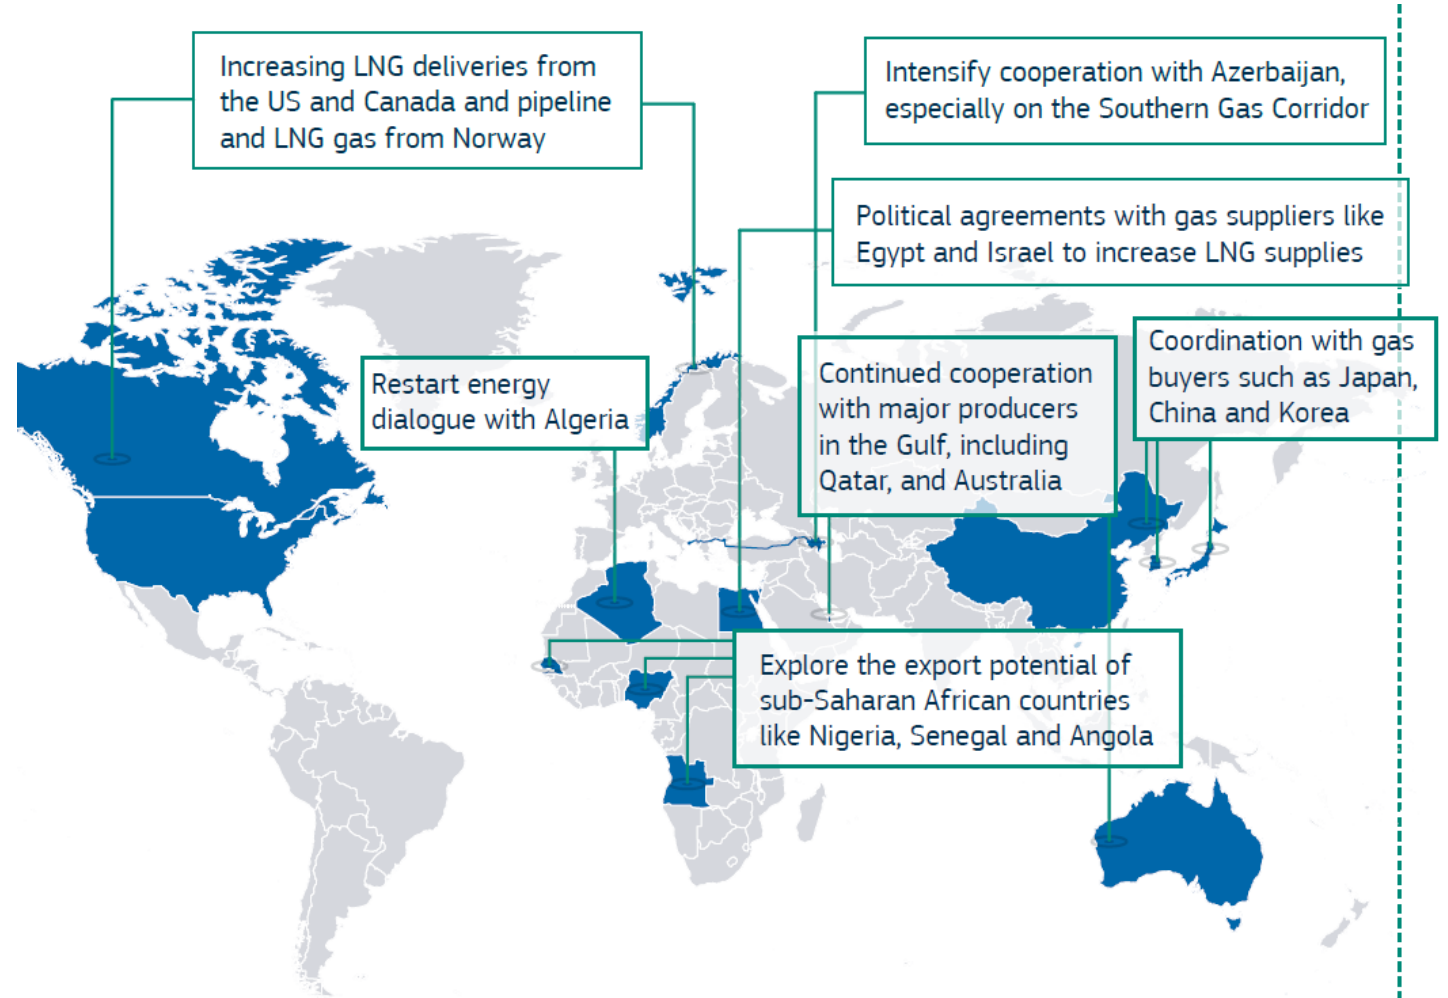 Increasing LNG deliveries from
the US and Canada and pipeline
and LNG gas from Norway
Intensify cooperation with Azerbaijan,
especially on the Southern Gas Corridor
Political agreements with gas suppliers like
Egypt and Israel to increase LNG supplies
Restart energy
dialogue with Algeria
Continued cooperation
with major producers
in the Gulf, including
Qatar, and Australia
Coordination with gas
buyers such as Japan,
China and Korea
Explore the export potential of
sub-Saharan African countries
like Nigeria, Senegal and Angola